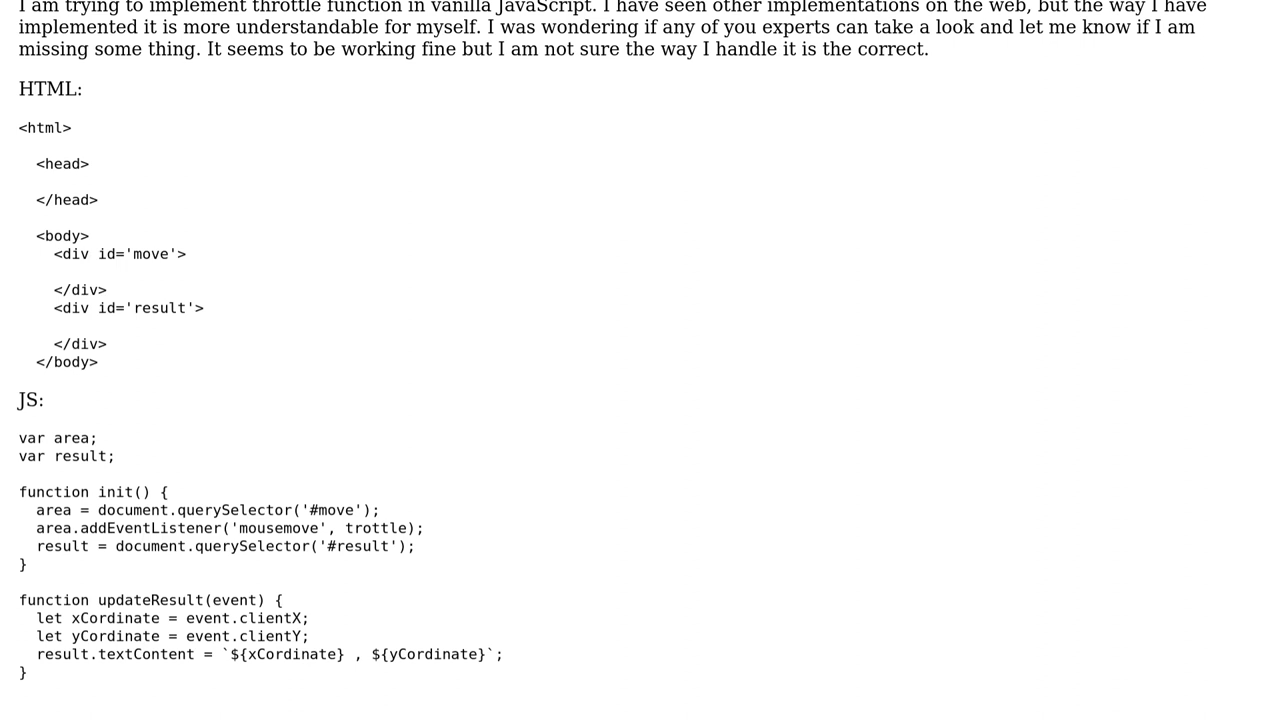 I am trying to implement throttle function in vanilla JavaScript. I have seen other implementations on the web, but the way I have
implemented it is more understandable for myself. I was wondering if any of you experts can take a look and let me know if I am
missing some thing. It seems to be working fine but I am not sure the way I handle it is the correct.
HTML:
<html>
  <head>
  </head>
  <body>
    <div id='move'>
    </div>
    <div id='result'>
    </div>
  </body>
JS:
var area;
var result;
function init() {
  area = document.querySelector('#move');
  area.addEventListener('mousemove', trottle);
  result = document.querySelector('#result');
}
function updateResult(event) {
  let xCordinate = event.clientX;
  let yCordinate = event.clientY;
  result.textContent = `${xCordinate} , ${yCordinate}`;
}